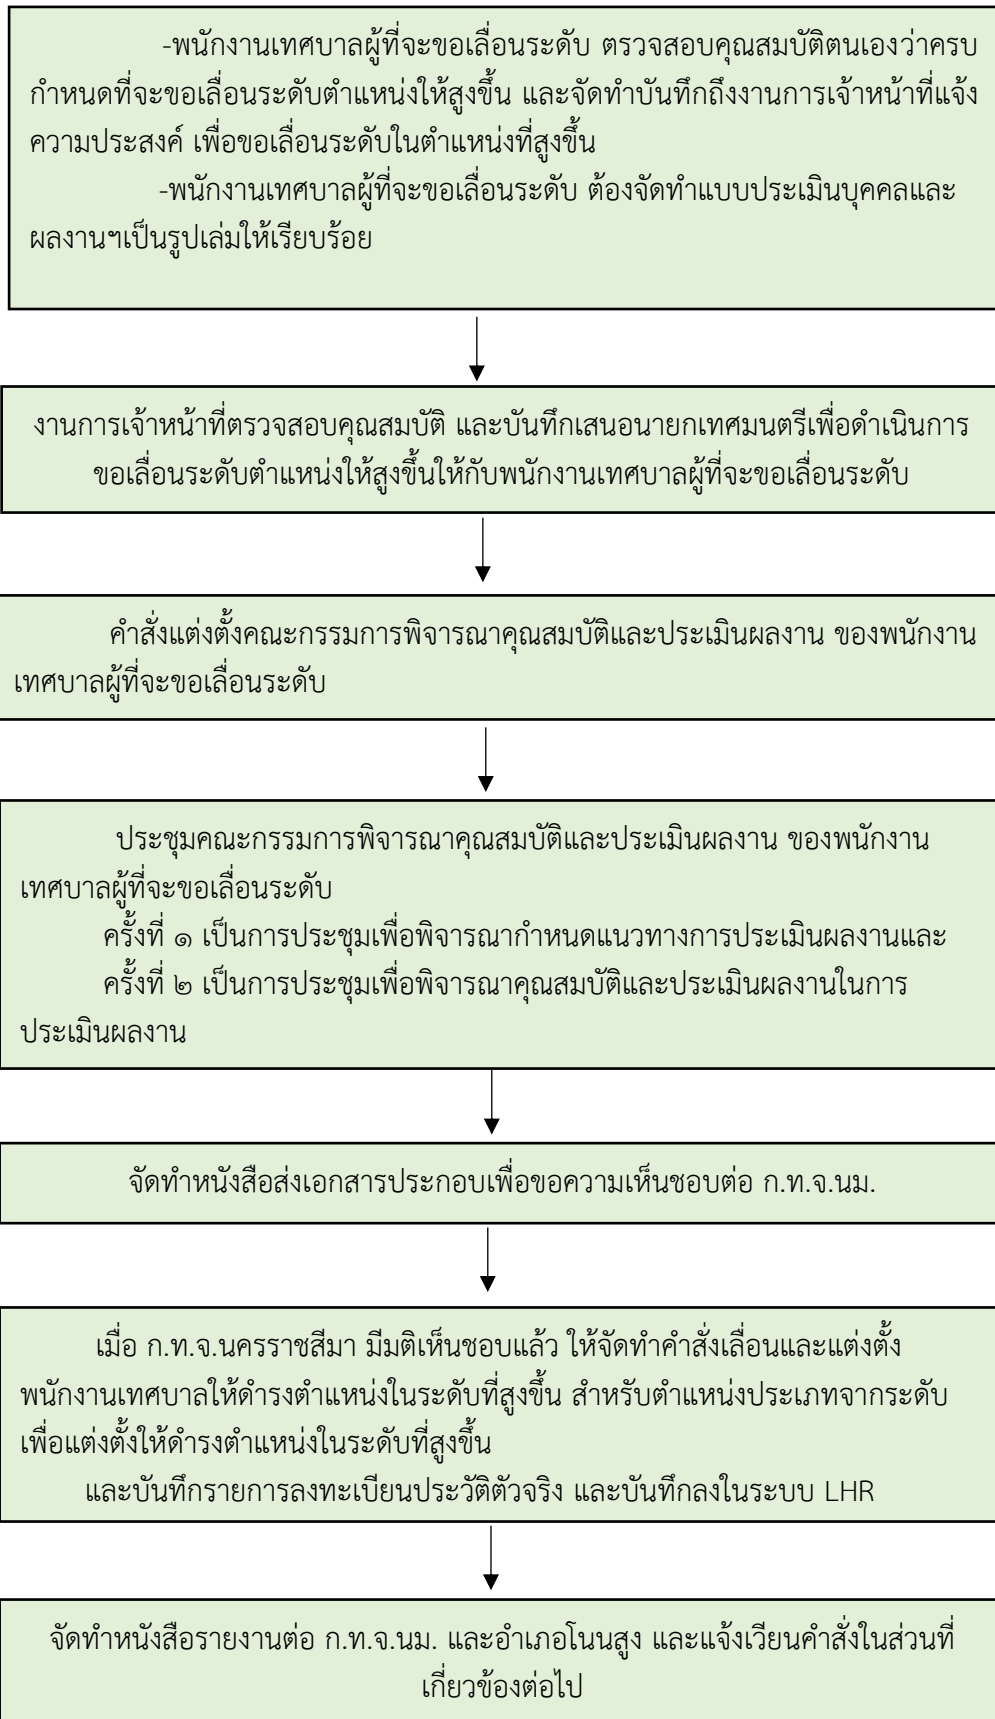 -พนักงานเทศบาลผู้ที่จะขอเลื่อนระดับ ตรวจสอบคุณสมบัติตนเองว่าครบ
กำหนดที่จะขอเลื่อนระดับตำแหน่งให้สูงขึ้น และจัดทำบันทึกถึงงานการเจ้าหน้าที่แจ้ง
ความประสงค์ เพื่อขอเลื่อนระดับในตำแหน่งที่สูงขึ้น
-พนักงานเทศบาลผู้ที่จะขอเลื่อนระดับ ต้องจัดทำแบบประเมินบุคคลและ
ผลงานฯเป็นรูปเล่มให้เรียบร้อย
งานการเจ้าหน้าที่ตรวจสอบคุณสมบัติ และบันทึกเสนอนายกเทศมนตรีเพื่อดำเนินการ
ขอเลื่อนระดับตำแหน่งให้สูงขึ้นให้กับพนักงานเทศบาลผู้ที่จะขอเลื่อนระดับ
คำสั่งแต่งตั้งคณะกรรมการพิจารณาคุณสมบัติและประเมินผลงาน ของพนักงาน
เทศบาลผู้ที่จะขอเลื่อนระดับ
ประชุมคณะกรรมการพิจารณาคุณสมบัติและประเมินผลงาน ของพนักงาน
เทศบาลผู้ที่จะขอเลื่อนระดับ
ครั้งที่ ๑ เป็นการประชุมเพื่อพิจารณากำหนดแนวทางการประเมินผลงานและ
ครั้งที่ ๒ เป็นการประชุมเพื่อพิจารณาคุณสมบัติและประเมินผลงานในการ
ประเมินผลงาน
จัดทำหนังสือส่งเอกสารประกอบเพื่อขอความเห็นชอบต่อ ก.ท.จ.นม.
เมื่อ ก.ท.จ.นครราชสีมา มีมติเห็นชอบแล้ว ให้จัดทำคำสั่งเลื่อนและแต่งตั้ง
พนักงานเทศบาลให้ดำรงตำแหน่งในระดับที่สูงขึ้น สำหรับตำแหน่งประเภทจากระดับ
เพื่อแต่งตั้งให้ดำรงตำแหน่งในระดับที่สูงขึ้น
และบันทึกรายการลงทะเบียนประวัติตัวจริง และบันทึกลงในระบบ LHR
จัดทำหนังสือรายงานต่อ ก.ท.จ.นม. และอำเภอโนนสูง และแจ้งเวียนคำสั่งในส่วนที่
เกี่ยวข้องต่อไป